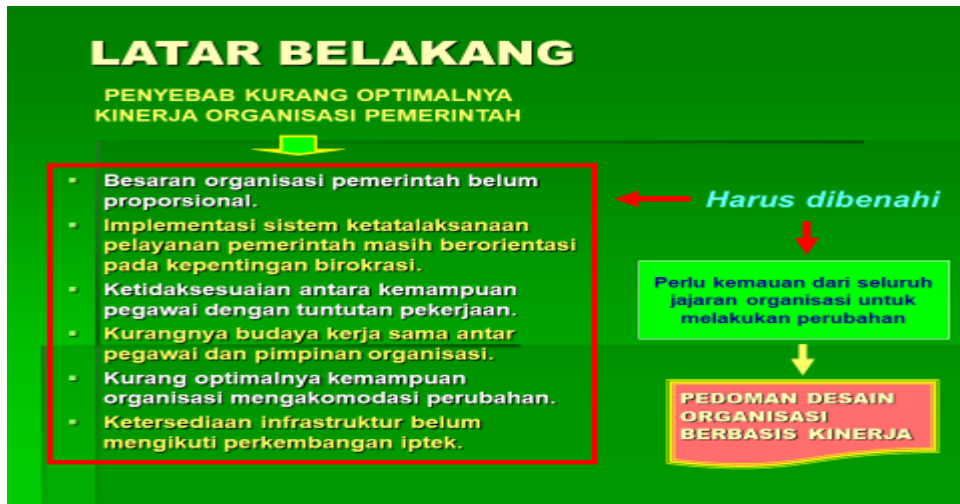 LATAR BELAKANG
PENYEBAB KURANG OPTIMALNYA
KINERJA ORGANISASI PEMERINTAH
Besaran organisasi pemerintah belum
proporsional.
Implementasi sistem ketatalaksanaan
pelayanan pemerintah masih berorientasi
pada kepentingan birokrasi.
Ketidaksesuaian antara kemampuan
pegawai dengan tuntutan pekerjaan.
Kurangnya budaya kerja sama antar
pegawai dan pimpinan organisasi.
Kurang optimalnya kemampuan
organisasi mengakomodasi perubahan.
Ketersediaan infrastruktur belum
mengikuti perkembangan iptek.
Harus dibenahi
Perlu kemauan dari seluruh
jajaran organisasi untuk
melakukan perubahan
PEDOMAN DESAIN
ORGANISASI
BERBASIS KINERJA